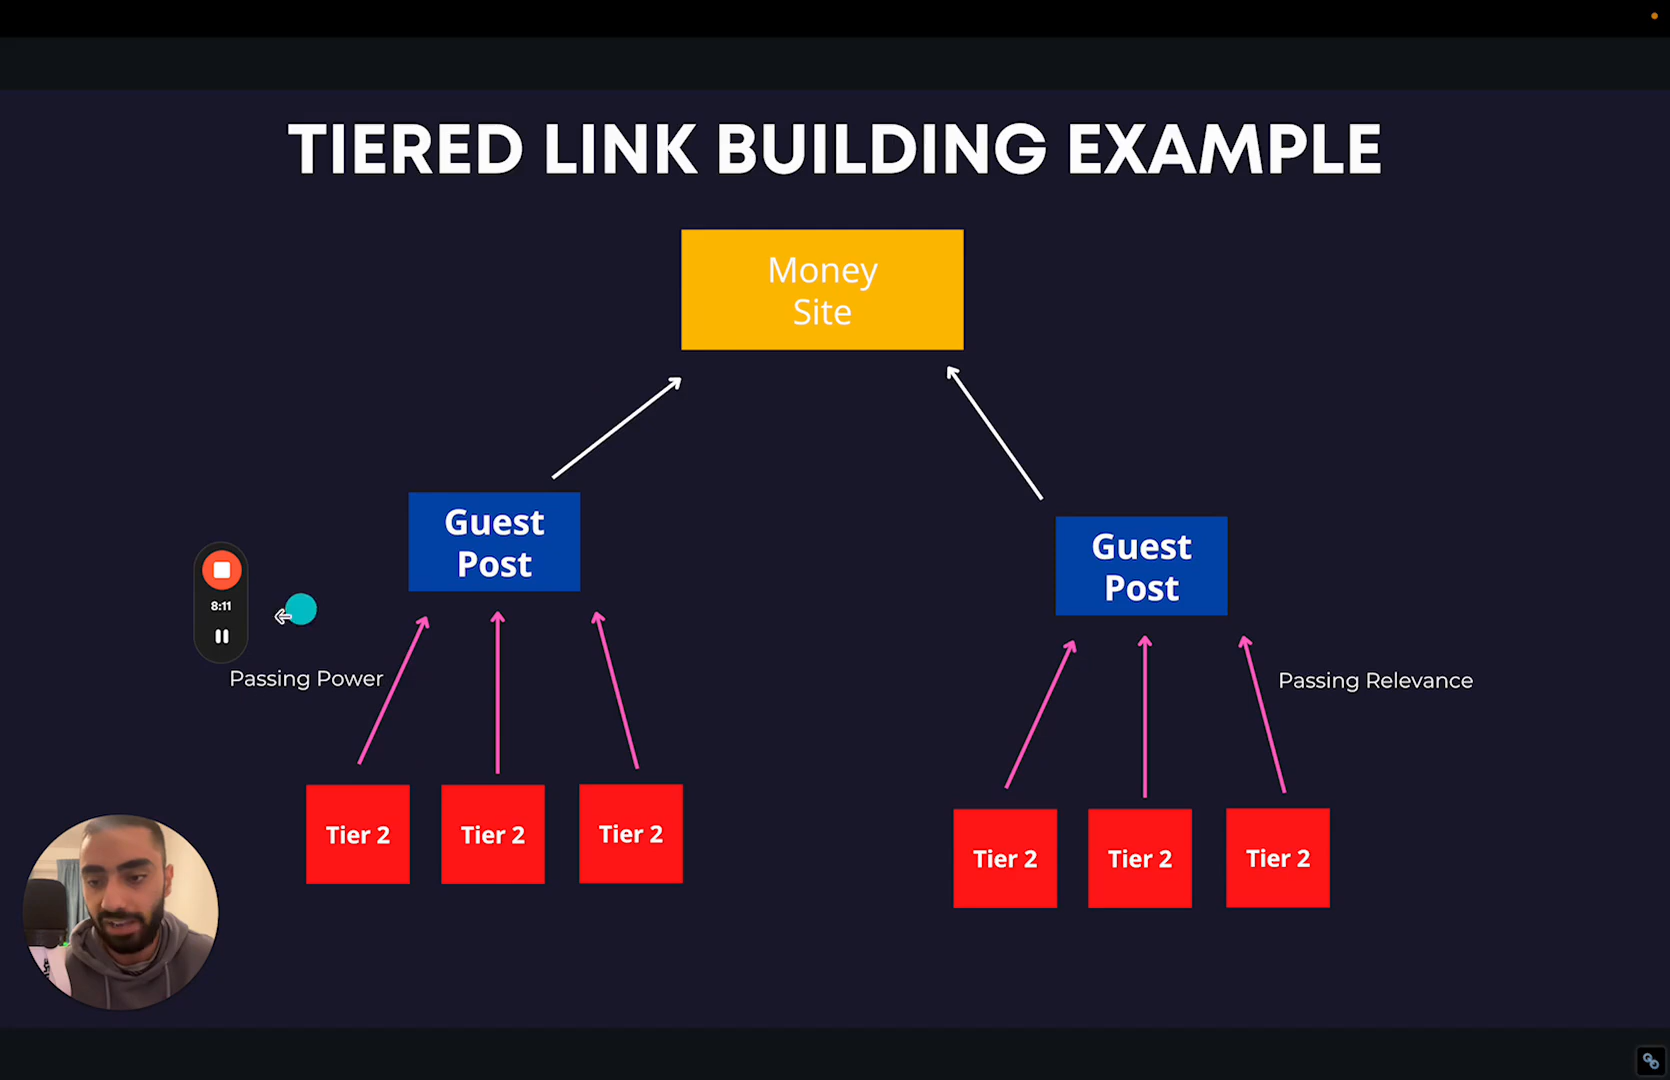 TIERED LINK BUILDING EXAMPLE
Money
Site
Guest
Post
Guest
Post
8:11
Passing Power
Passing Relevance
Tier 2
Tier 2
Tier 2
Tier 2
Tier 2
Tier 2